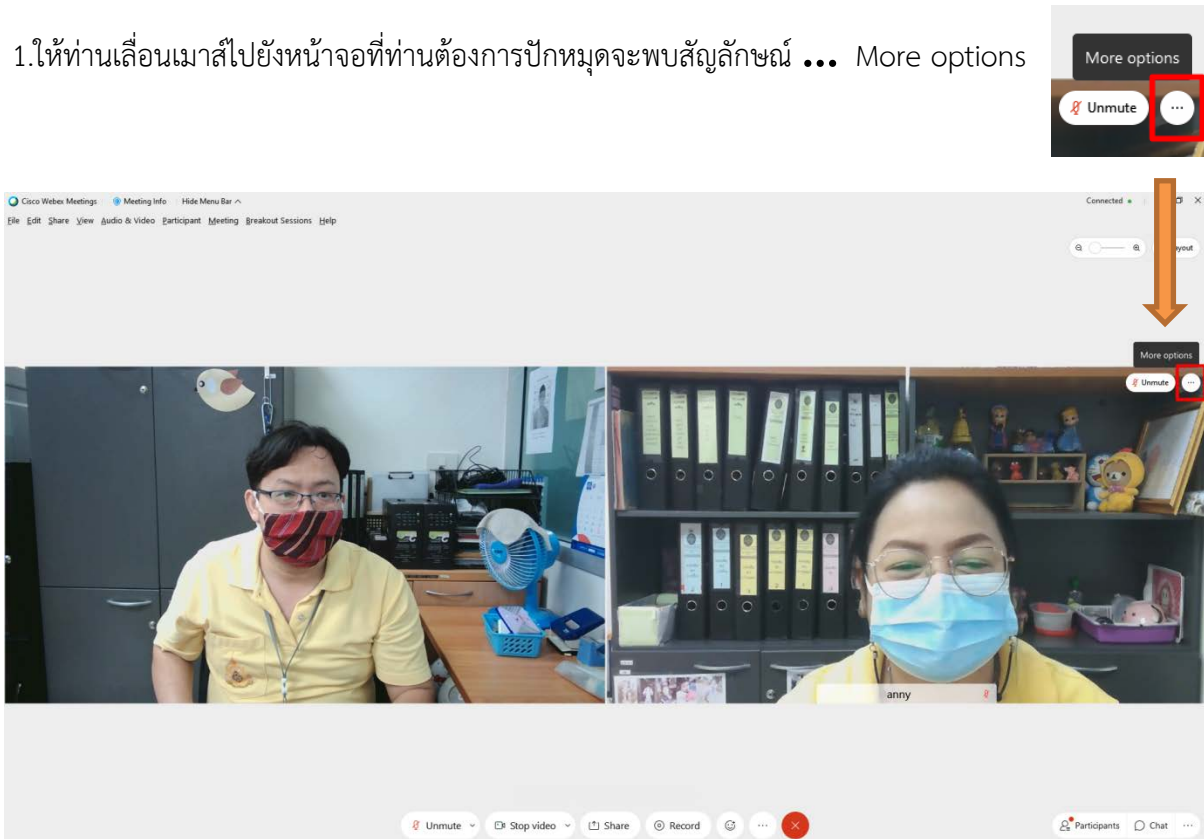 1.ให้ท่านเลื่อนเมาส์ไปยังหน้าจอที่ท่านต้องการปักหมุดจะพบสัญลักษณ์ ... More options
More options
Unmute ...
Cisco Webex Meetings Meeting Info Hide Menu Bar
Connected
File Edit Share View Audio & Video Participant Meeting Breakout Sessions Help
More options
Unmute ...
anny
Unmute Stop video Share Record ...
Participants Chat ...